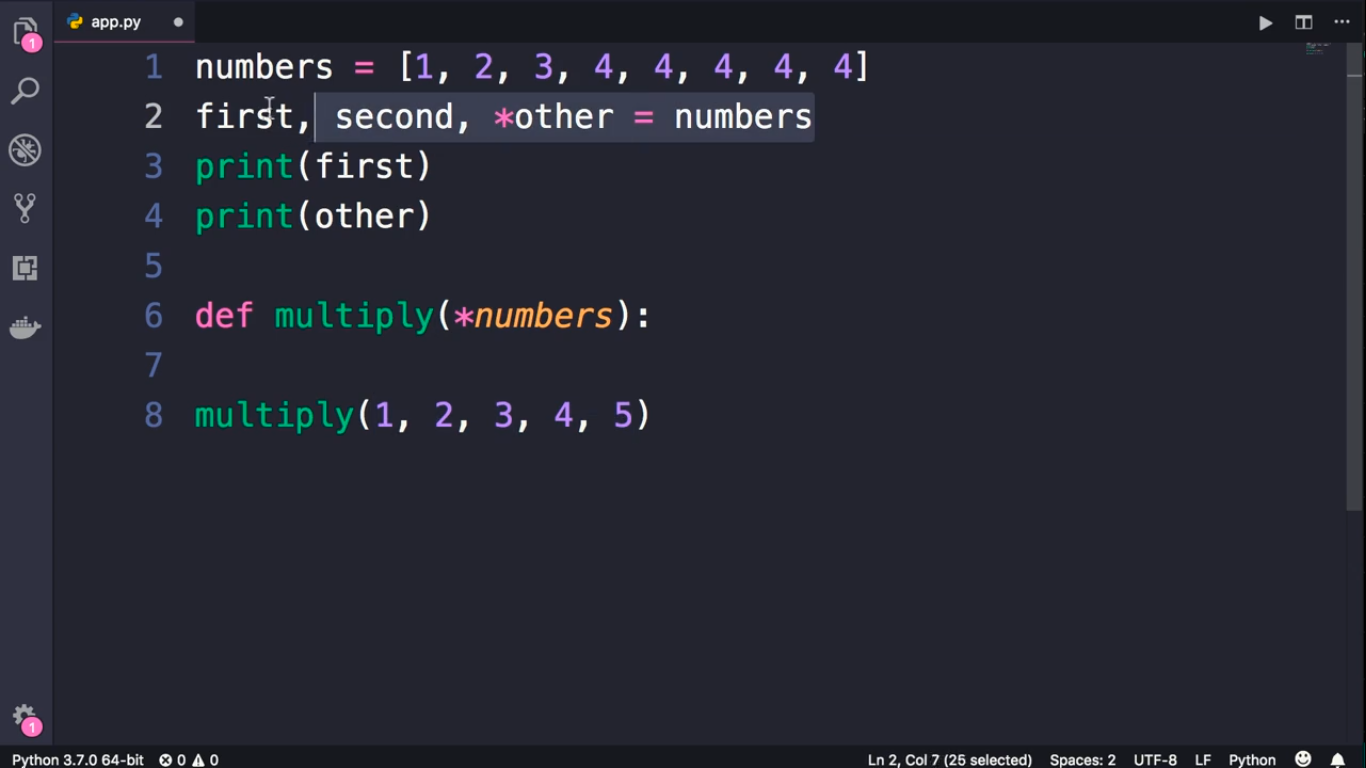 app.py
1
1 numbers = [1, 2, 3, 4, 4, 4, 4, 4]
2 first, second, *other = numbers
3 print(first)
4 print(other)
5
6 def multiply(*numbers):
7
8 multiply(1, 2, 3, 4, 5)
1
Python 3.7.0 64-bit 0 0 Ln 2, Col 7 (25 selected) Spaces: 2 UTF-8 LF Python